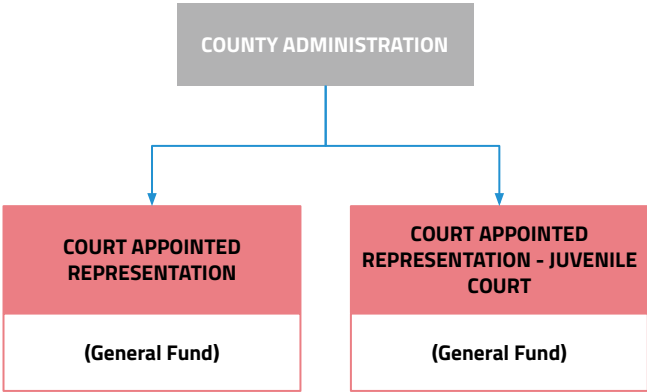 COUNTY ADMINISTRATION
COURT APPOINTED
REPRESENTATION
(General Fund)
COURT APPOINTED
REPRESENTATION - JUVENILE
COURT
(General Fund)